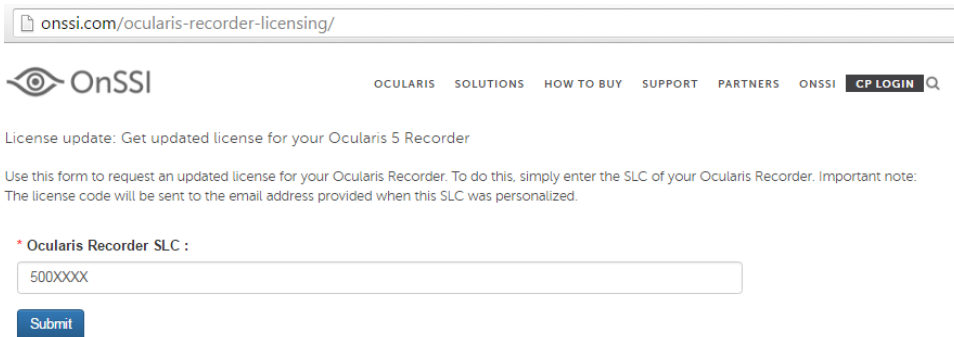 onssi.com/ocularis-recorder-licensing/
OnSSI
OCULARIS SOLUTIONS HOW TO BUY SUPPORT PARTNERS ONSSI CP LOGIN
License update: Get updated license for your Ocularis 5 Recorder
Use this form to request an updated license for your Ocularis Recorder. To do this, simply enter the SLC of your Ocularis Recorder. Important note:
The license code will be sent to the email address provided when this SLC was personalized.
* Ocularis Recorder SLC :
500XXXX
Submit